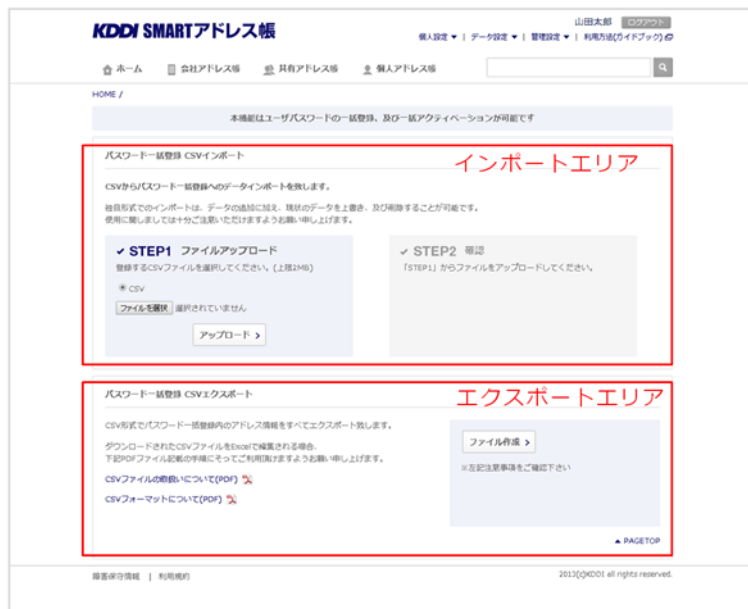 KDDI SMARTアドレス帳
山田太郎 ログアウト
個人設定 ▼ | データ設定 ▼ | 管理設定 ▼ | 利用方法(ガイドブック)
ホーム 会社アドレス帳 共有アドレス帳 個人アドレス帳
HOME /
本機能はユーザパスワードの一括登録、及び一括アクティベーションが可能です
パスワード一括登録 CSVインポート
インポートエリア
CSVからパスワード一括登録へのデータインポートを致します。
独自形式でのインポートは、データの追加に加え、現状のデータを上書き、及び削除することが可能です。
使用に関しましては十分ご注意いただけますようお願い申し上げます。
STEP1 ファイルアップロード
登録するCSVファイルを選択してください。(上限2MB)
CSV
ファイルを選択 選択されていません
アップロード >
STEP2 確認
「STEP1」からファイルをアップロードしてください。
パスワード一括登録 CSVエクスポート
エクスポートエリア
CSV形式でパスワード一括登録内のアドレス情報をすべてエクスポート致します。
ダウンロードされたCSVファイルをExcelで編集される場合、
下記PDFファイル記載の手順にそってご利用頂けますようお願い申し上げます。
CSVファイルの取扱いについて(PDF)
CSVフォーマットについて(PDF)
ファイル作成 >
※左記注意事項をご確認下さい
▲ PAGETOP
障害保守情報 | 利用規約
2013(c)KDDI all rights reserved.